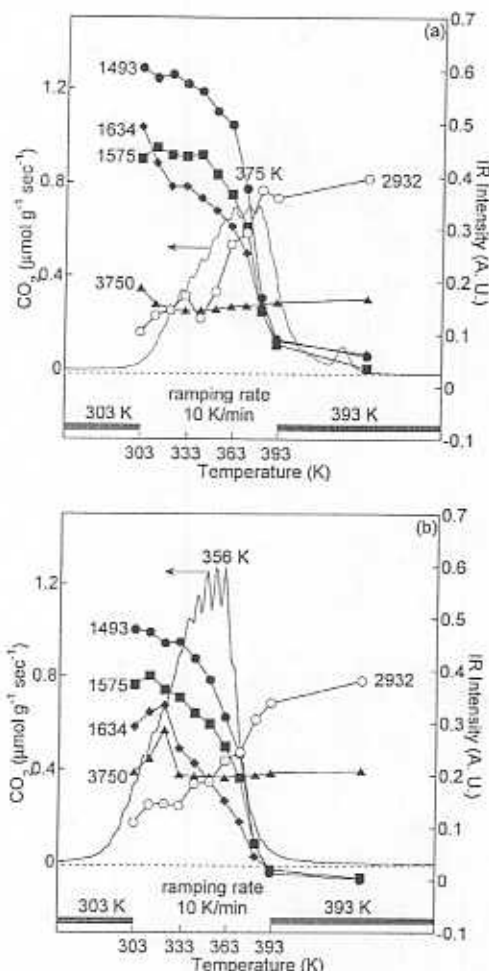 (a)
0.7
0.6
0.5
0.4
0.3
0.2
0.1
0
-0.1
IR Intensity (A. U.)
1.2
0.8
0.4
0
CO₂ (μmol g⁻¹ sec⁻¹)
1493
1634
1575
3750
375 K
2932
ramping rate
10 K/min
303 K
393 K
303 333 363 393
Temperature (K)
(b)
0.7
0.6
0.5
0.4
0.3
0.2
0.1
0
-0.1
IR Intensity (A. U.)
1.2
0.8
0.4
0
CO₂ (μmol g⁻¹ sec⁻¹)
356 K
1493
1575
1634
3750
2932
ramping rate
10 K/min
303 K
393 K
303 333 363 393
Temperature (K)